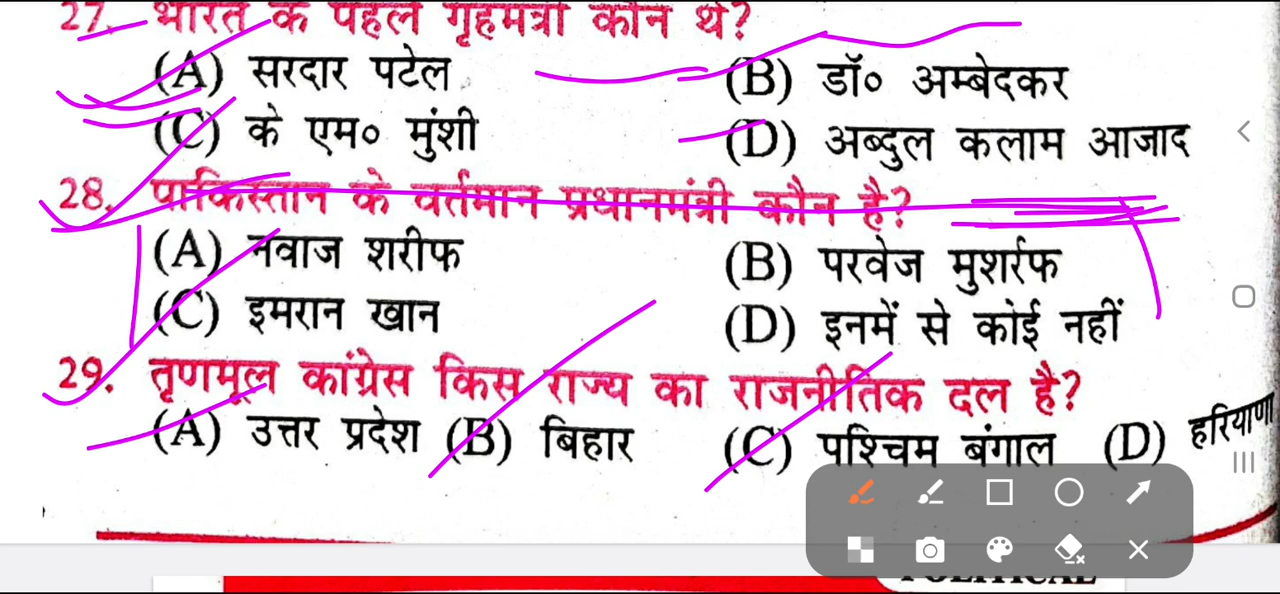 27. भारत के पहले गृहमंत्री कौन थे?
(A) सरदार पटेल (B) डॉ० अम्बेदकर
(C) के एम० मुंशी (D) अब्दुल कलाम आजाद
28. पाकिस्तान के वर्तमान प्रधानमंत्री कौन है?
(A) नवाज शरीफ (B) परवेज मुशर्रफ
(C) इमरान खान (D) इनमें से कोई नहीं
29. तृणमूल कांग्रेस किस राज्य का राजनीतिक दल है?
(A) उत्तर प्रदेश (B) बिहार (C) पश्चिम बंगाल (D) हरियाणा
POLITICAL